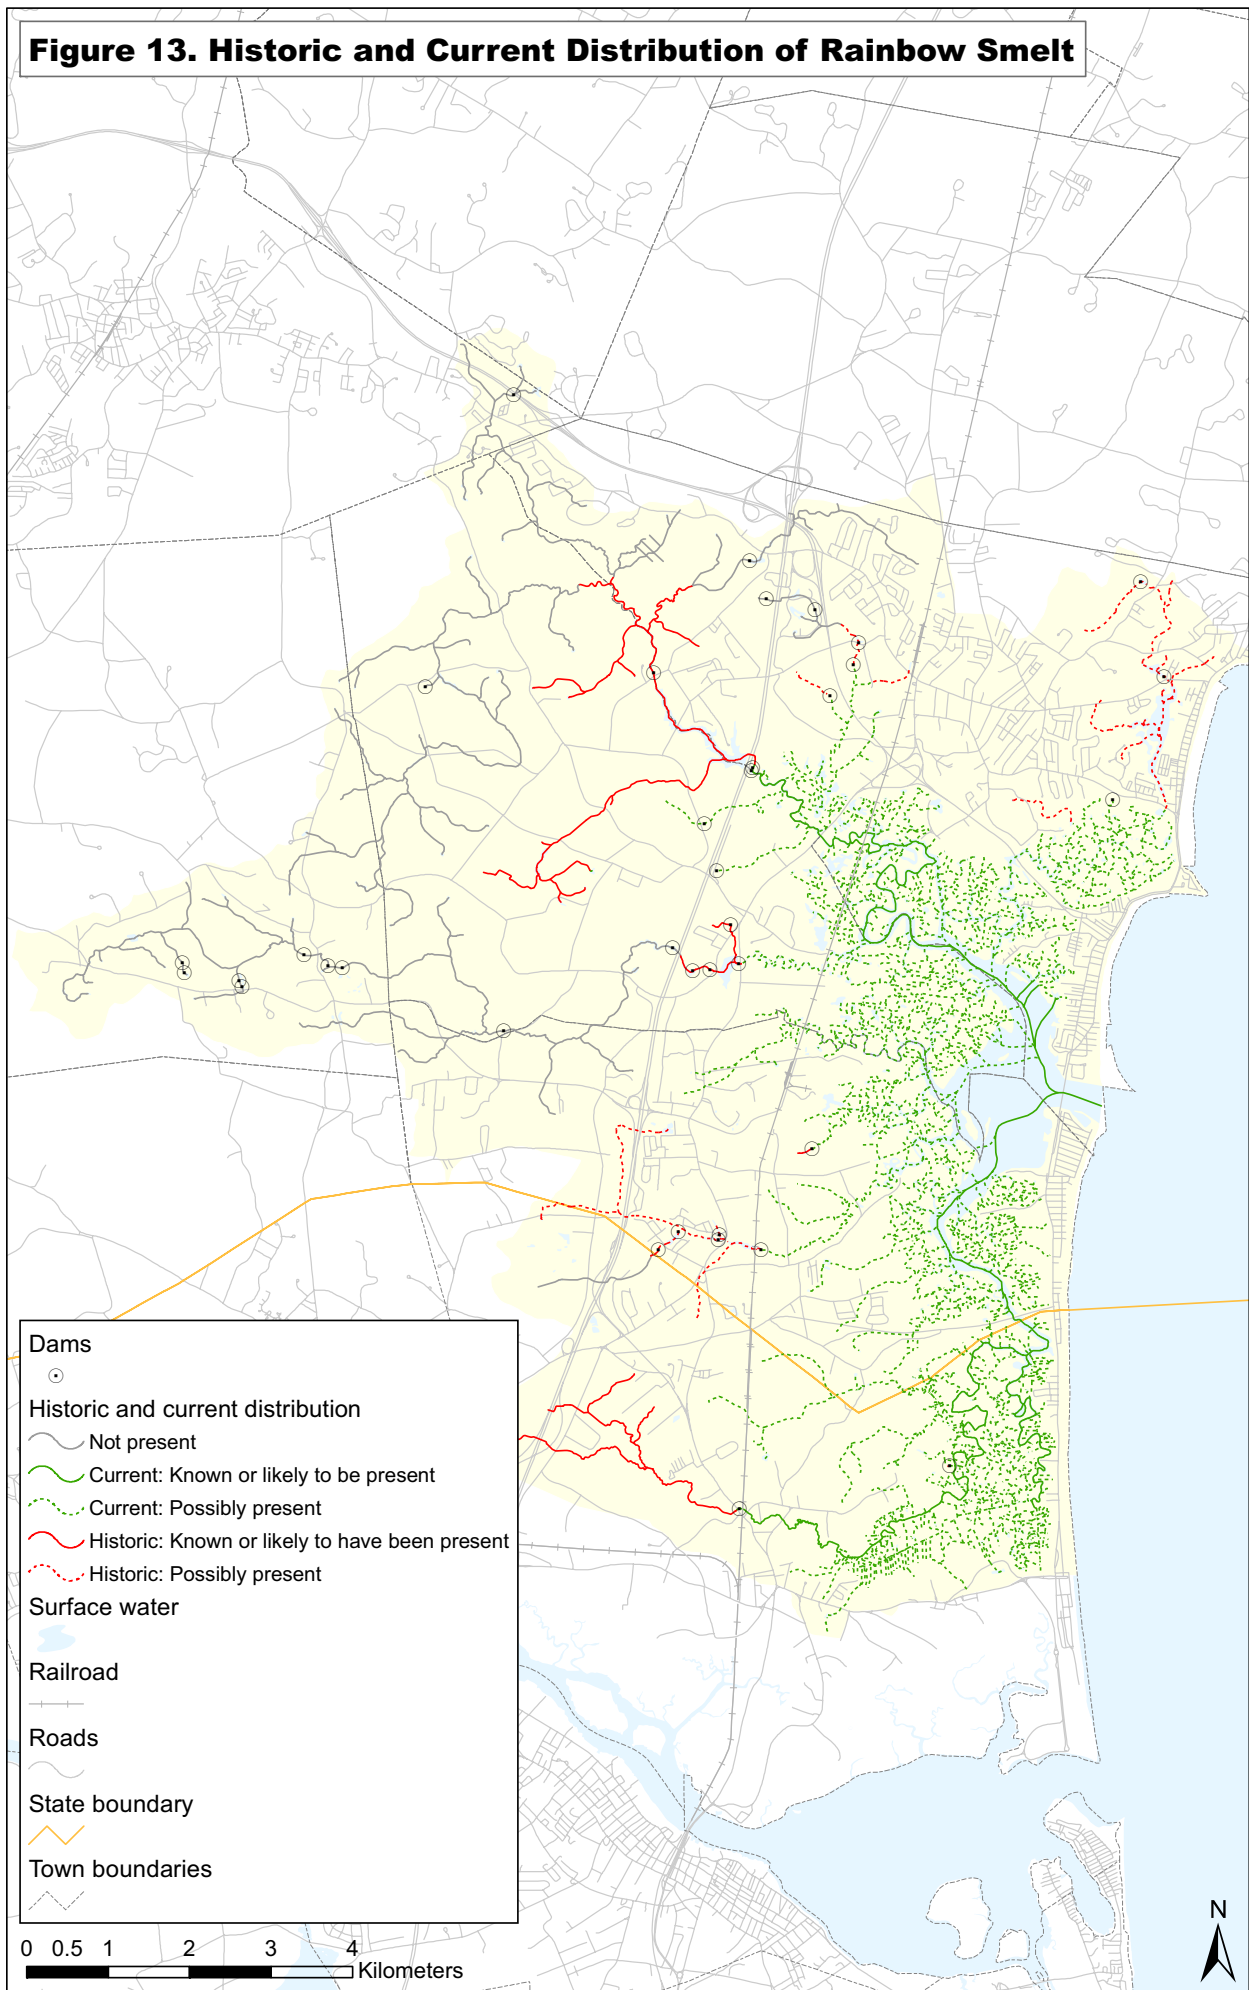 Figure 13. Historic and Current Distribution of Rainbow Smelt
Dams
Historic and current distribution
Not present
Current: Known or likely to be present
Current: Possibly present
Historic: Known or likely to have been present
Historic: Possibly present
Surface water
Railroad
Roads
State boundary
Town boundaries
0 0.5 1 2 3 4
Kilometers
N